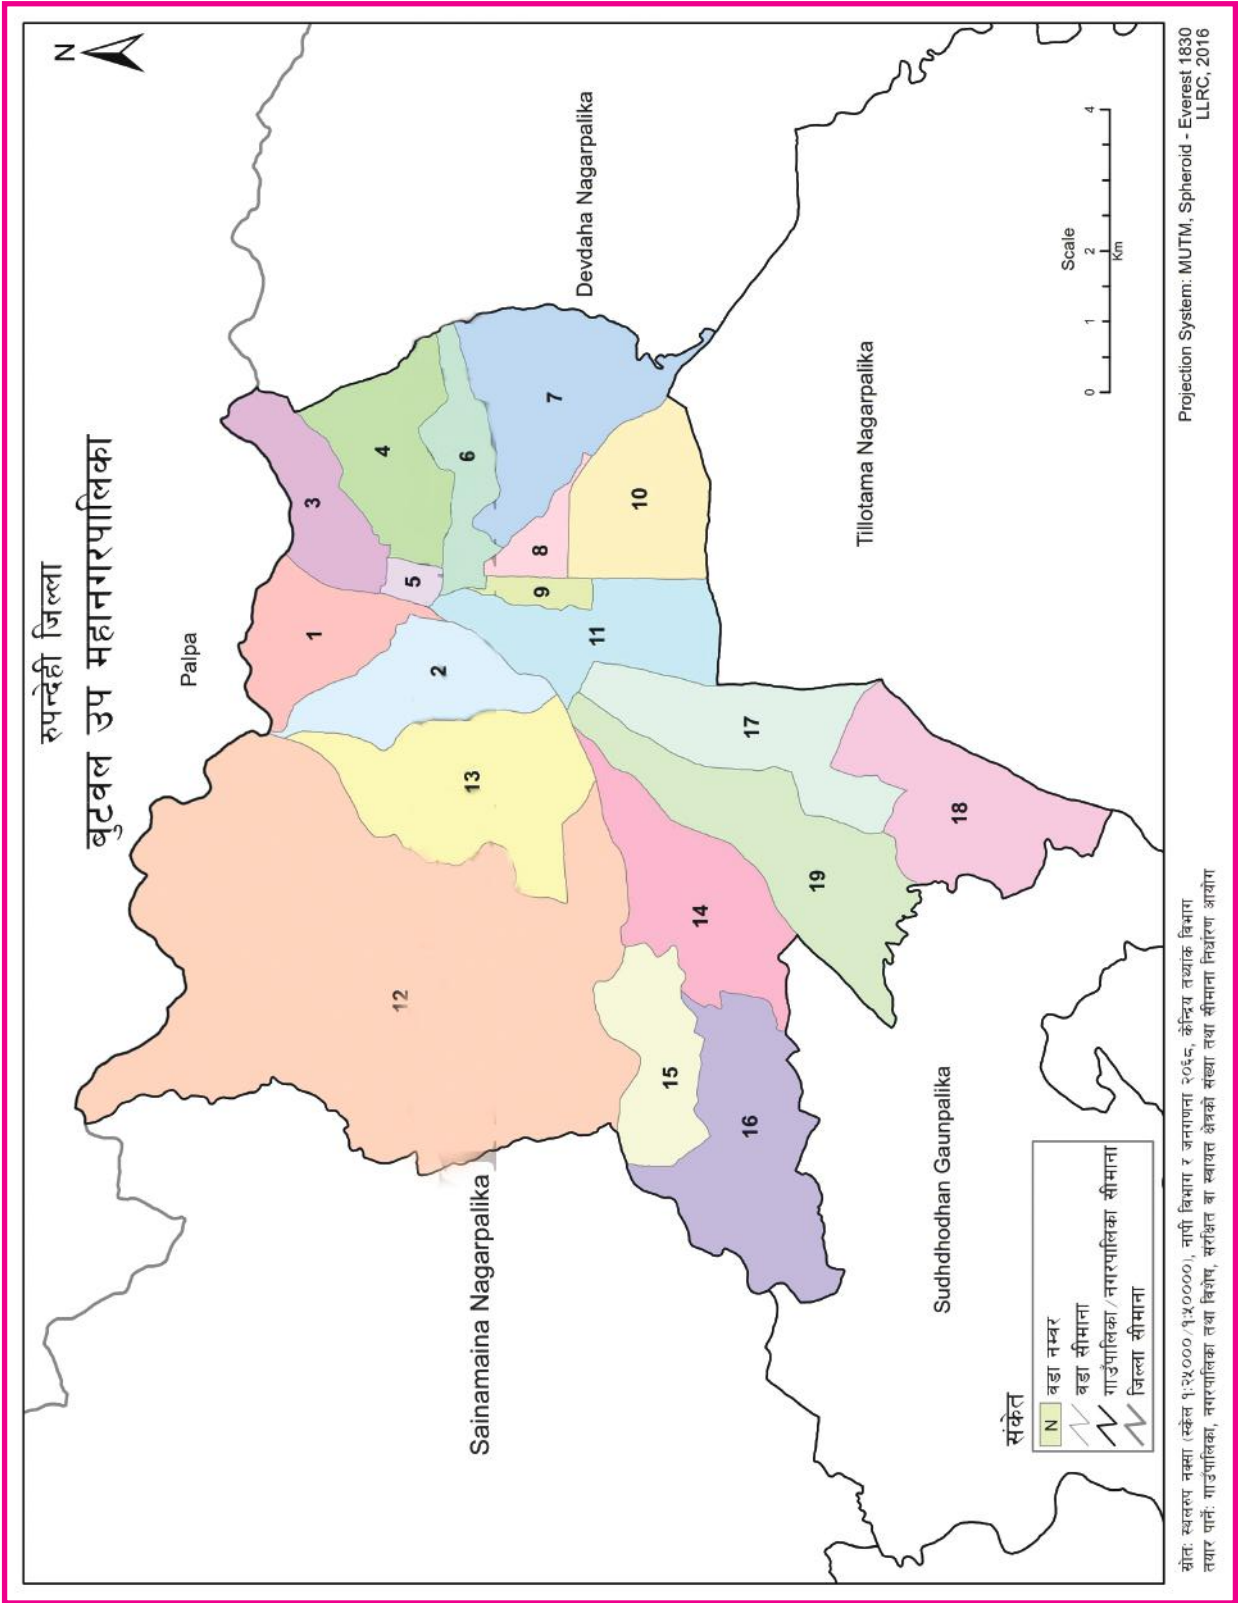 रुपन्देही जिल्ला
बुटवल उप महानगरपालिका
N
Palpa
Devdaha Nagarpalika
Tillotama Nagarpalika
Sainamaina Nagarpalika
Sudhdhodhan Gaunpalika
1
2
3
4
5
6
7
8
9
10
11
12
13
14
15
16
17
18
19
Scale
0 1 2 4
Km
संकेत
N वडा नम्बर
वडा सीमाना
गाउँपालिका/नगरपालिका सीमाना
जिल्ला सीमाना
स्रोत: स्थलरुप नक्सा (स्केल १:२५०००/१:५००००), नापी विभाग र जनगणना २०६८, केन्द्रिय तथ्यांक विभाग
तयार पार्ने: गाउँपालिका, नगरपालिका तथा विशेष, संरक्षित वा स्वायत्त क्षेत्रको संख्या तथा सीमाना निर्धारण आयोग
Projection System: MUTM, Spheroid - Everest 1830
LLRC, 2016